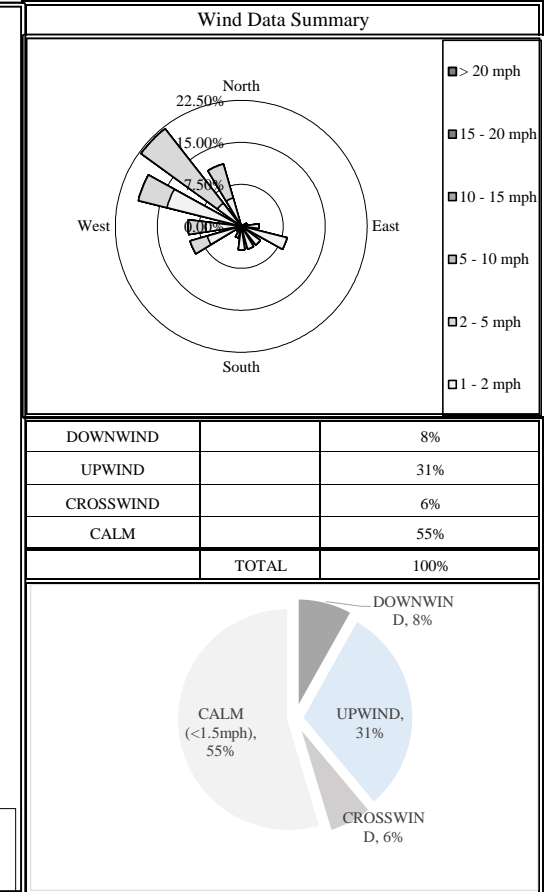 Wind Data Summary
North
22.50%
15.00%
7.50%
0.00%
West
East
South
> 20 mph
15 - 20 mph
10 - 15 mph
5 - 10 mph
2 - 5 mph
1 - 2 mph
DOWNWIND 8%
UPWIND 31%
CROSSWIND 6%
CALM 55%
TOTAL 100%
DOWNWIN
D, 8%
UPWIND,
31%
CALM
(<1.5mph),
55%
CROSSWIN
D, 6%